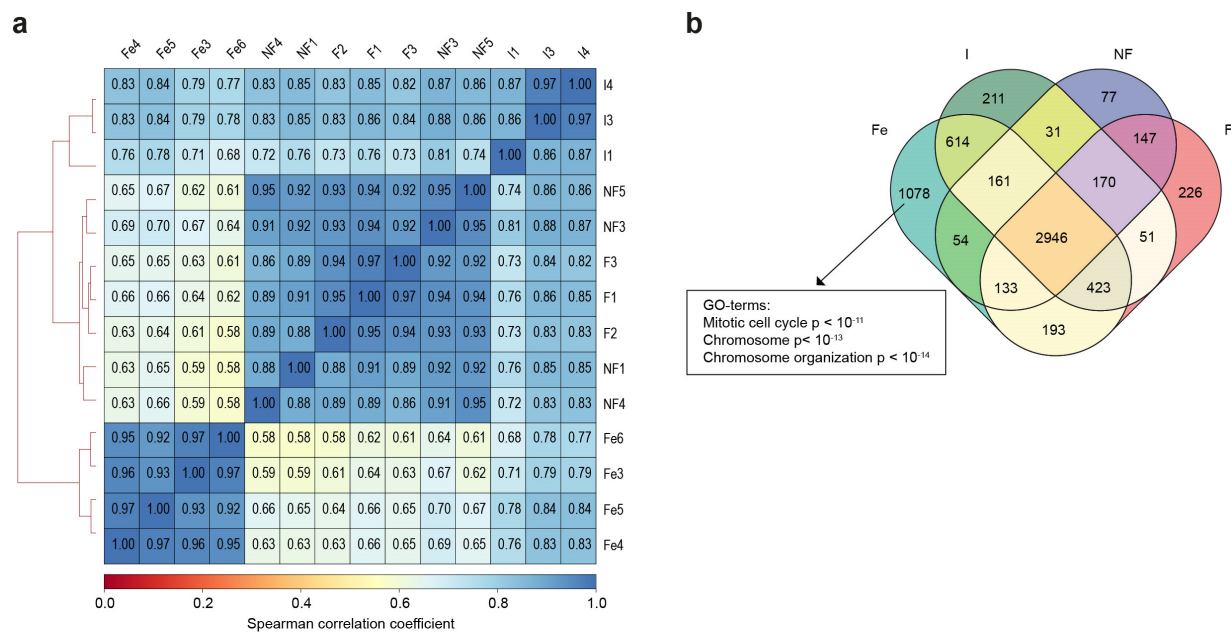 a
Fe4 Fe5 Fe3 Fe6 NF4 NF1 F2 F1 F3 NF3 NF5 I1 I3 I4
0.83 0.84 0.79 0.77 0.83 0.85 0.83 0.85 0.82 0.87 0.86 0.87 0.97 1.00 I4
0.83 0.84 0.79 0.78 0.83 0.85 0.83 0.86 0.84 0.88 0.86 0.86 1.00 0.97 I3
0.76 0.78 0.71 0.68 0.72 0.76 0.73 0.76 0.73 0.81 0.74 1.00 0.86 0.87 I1
0.65 0.67 0.62 0.61 0.95 0.92 0.93 0.94 0.92 0.95 1.00 0.74 0.86 0.86 NF5
0.69 0.70 0.67 0.64 0.91 0.92 0.93 0.94 0.92 1.00 0.95 0.81 0.88 0.87 NF3
0.65 0.65 0.63 0.61 0.86 0.89 0.94 0.97 1.00 0.92 0.92 0.73 0.84 0.82 F3
0.66 0.66 0.64 0.62 0.89 0.91 0.95 1.00 0.97 0.94 0.94 0.76 0.86 0.85 F1
0.63 0.64 0.61 0.58 0.89 0.88 1.00 0.95 0.94 0.93 0.93 0.73 0.83 0.83 F2
0.63 0.65 0.59 0.58 0.88 1.00 0.88 0.91 0.89 0.92 0.92 0.76 0.85 0.85 NF1
0.63 0.66 0.59 0.58 1.00 0.88 0.89 0.89 0.86 0.91 0.95 0.72 0.83 0.83 NF4
0.95 0.92 0.97 1.00 0.58 0.58 0.58 0.62 0.61 0.64 0.61 0.68 0.78 0.77 Fe6
0.96 0.93 1.00 0.97 0.59 0.59 0.61 0.64 0.63 0.67 0.62 0.71 0.79 0.79 Fe3
0.97 1.00 0.93 0.92 0.66 0.65 0.64 0.66 0.65 0.70 0.67 0.78 0.84 0.84 Fe5
1.00 0.97 0.96 0.95 0.63 0.63 0.63 0.66 0.65 0.69 0.65 0.76 0.83 0.83 Fe4
0.0 0.2 0.4 0.6 0.8 1.0
Spearman correlation coefficient
b
I NF
Fe F
211 77
31
614 147
161 170
1078 226
54 2946 51
133 423
193
GO-terms:
Mitotic cell cycle p < 10⁻¹¹
Chromosome p< 10⁻¹³
Chromosome organization p < 10⁻¹⁴